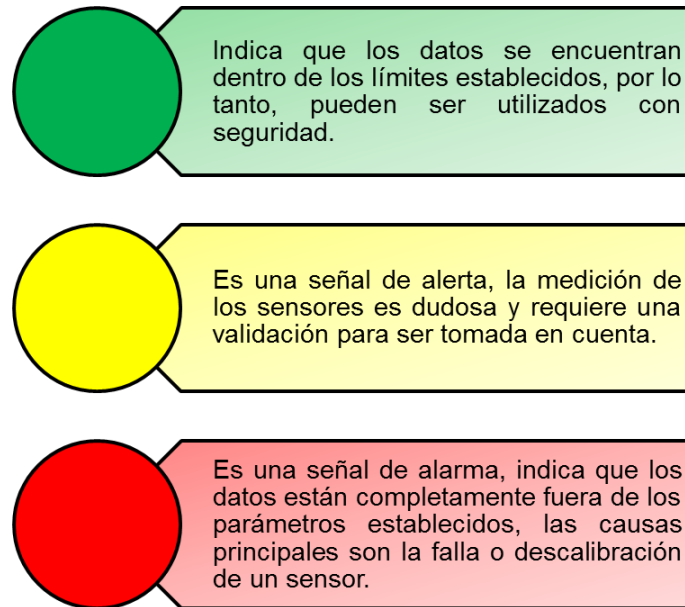 Indica que los datos se encuentran
dentro de los límites establecidos, por lo
tanto, pueden ser utilizados con
seguridad.
Es una señal de alerta, la medición de
los sensores es dudosa y requiere una
validación para ser tomada en cuenta.
Es una señal de alarma, indica que los
datos están completamente fuera de los
parámetros establecidos, las causas
principales son la falla o descalibración
de un sensor.